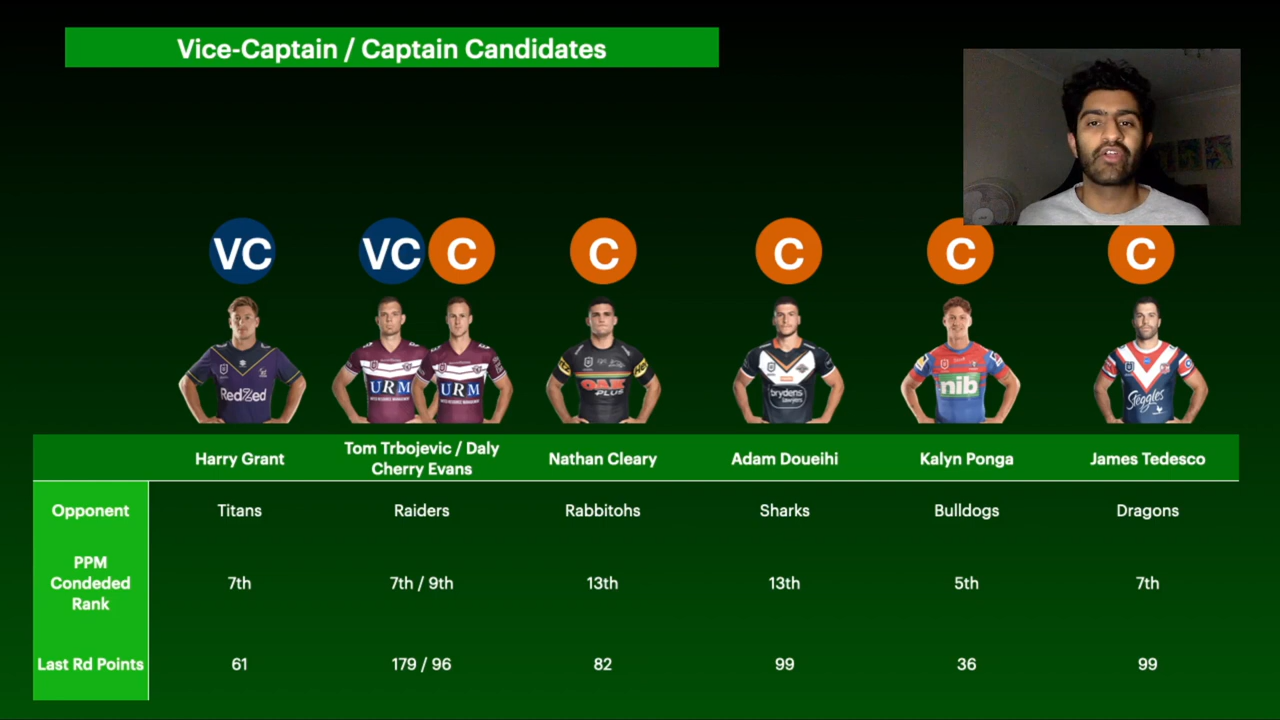 Vice-Captain / Captain Candidates
VC
VC
C
C
C
C
C
RedZed
URM
URM
OAK
PLUS
brydens
lawyers
nib
Steggles
Harry Grant
Tom Trbojevic / Daly
Cherry Evans
Nathan Cleary
Adam Doueihi
Kalyn Ponga
James Tedesco
Opponent
Titans
Raiders
Rabbitohs
Sharks
Bulldogs
Dragons
PPM
Condeded
Rank
7th
7th / 9th
13th
13th
5th
7th
Last Rd Points
61
179 / 96
82
99
36
99